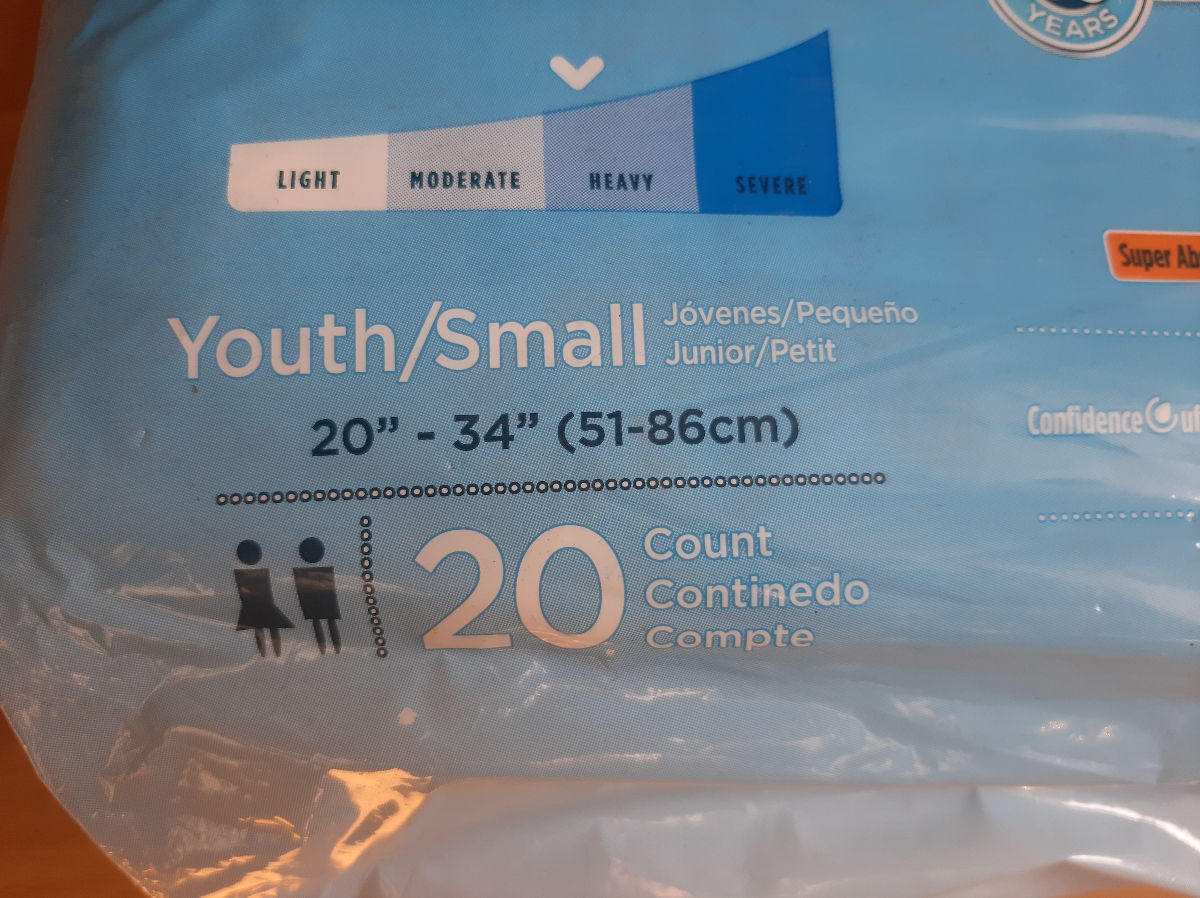 YEARS
LIGHT MODERATE HEAVY SEVERE
Super
Youth/Small Jóvenes/Pequeño
Junior/Petit
20” - 34” (51-86cm)
Confidence
20 Count
Continedo
Compte